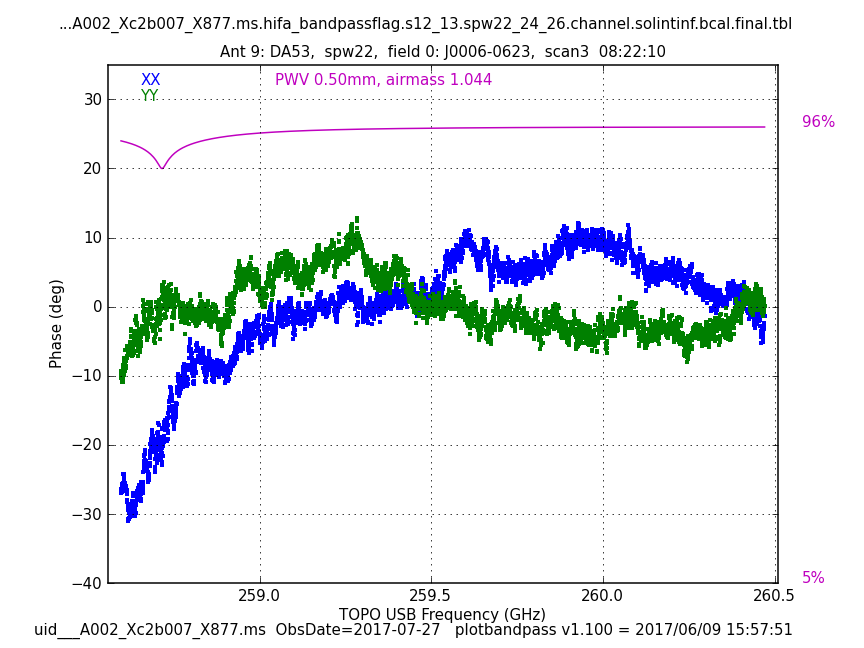 ...A002_Xc2b007_X877.ms.hifa_bandpassflag.s12_13.spw22_24_26.channel.solintinf.bcal.final.tbl
Ant 9: DA53,  spw22,  field 0: J0006-0623,  scan3  08:22:10
XX
PWV 0.50mm, airmass 1.044
YY
30
96%
20
10
0
Phase (deg)
−10
−20
−30
−40
5%
259.0
259.5
260.0
260.5
TOPO USB Frequency (GHz)
uid___A002_Xc2b007_X877.ms  ObsDate=2017-07-27   plotbandpass v1.100 = 2017/06/09 15:57:51